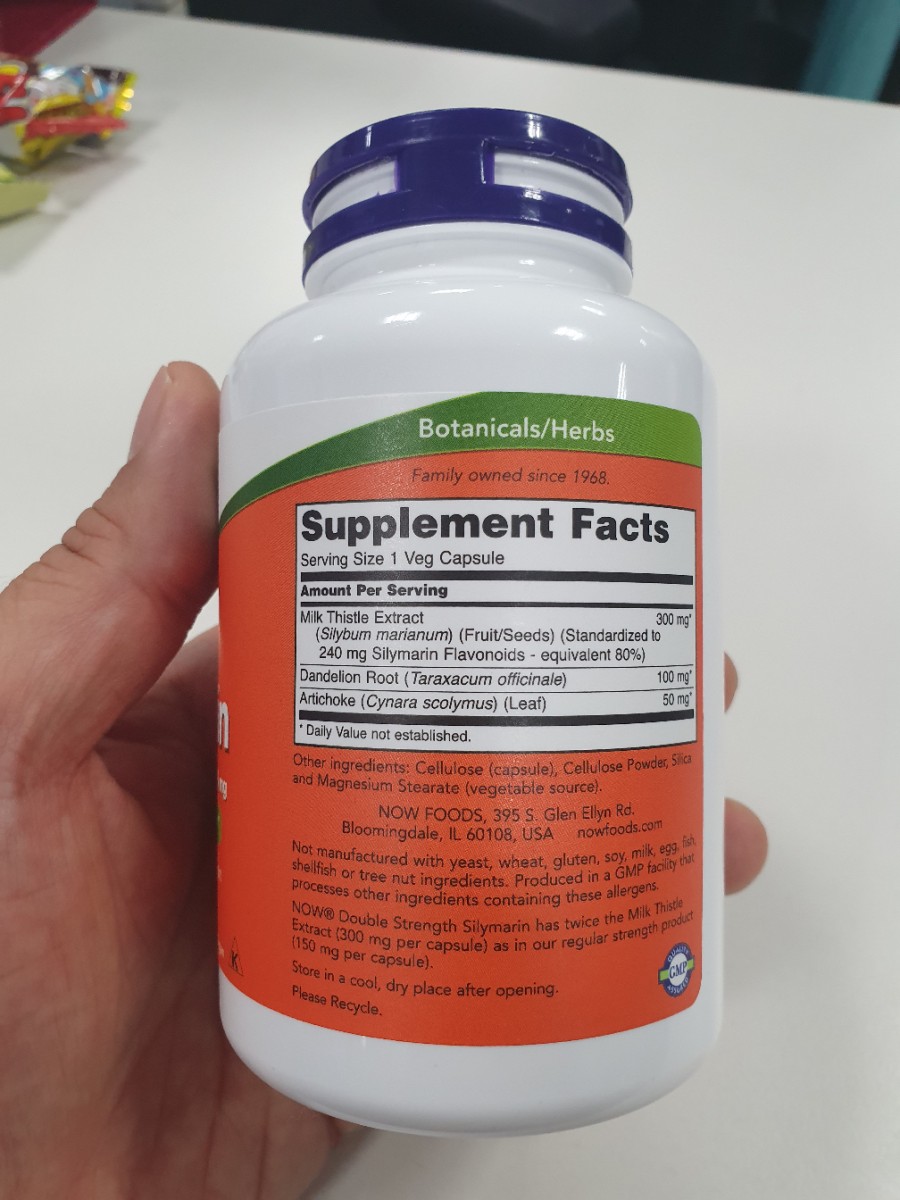 Botanicals/Herbs
Family owned since 1968.
Supplement Facts
Serving Size 1 Veg Capsule
Amount Per Serving
Milk Thistle Extract 300 mg*
(Silybum marianum) (Fruit/Seeds) (Standardized to
240 mg Silymarin Flavonoids - equivalent 80%)
Dandelion Root (Taraxacum officinale) 100 mg*
Artichoke (Cynara scolymus) (Leaf) 50 mg*
* Daily Value not established.
Other ingredients: Cellulose (capsule), Cellulose Powder, Silica
and Magnesium Stearate (vegetable source).
NOW FOODS, 395 S. Glen Ellyn Rd.
Bloomingdale, IL 60108, USA nowfoods.com
Not manufactured with yeast, wheat, gluten, soy, milk, egg, fish,
shellfish or tree nut ingredients. Produced in a GMP facility that
processes other ingredients containing these allergens.
NOW® Double Strength Silymarin has twice the Milk Thistle
Extract (300 mg per capsule) as in our regular strength product
(150 mg per capsule).
Store in a cool, dry place after opening.
Please Recycle.
QUALITY
GMP
ASSURED
n
mg
K